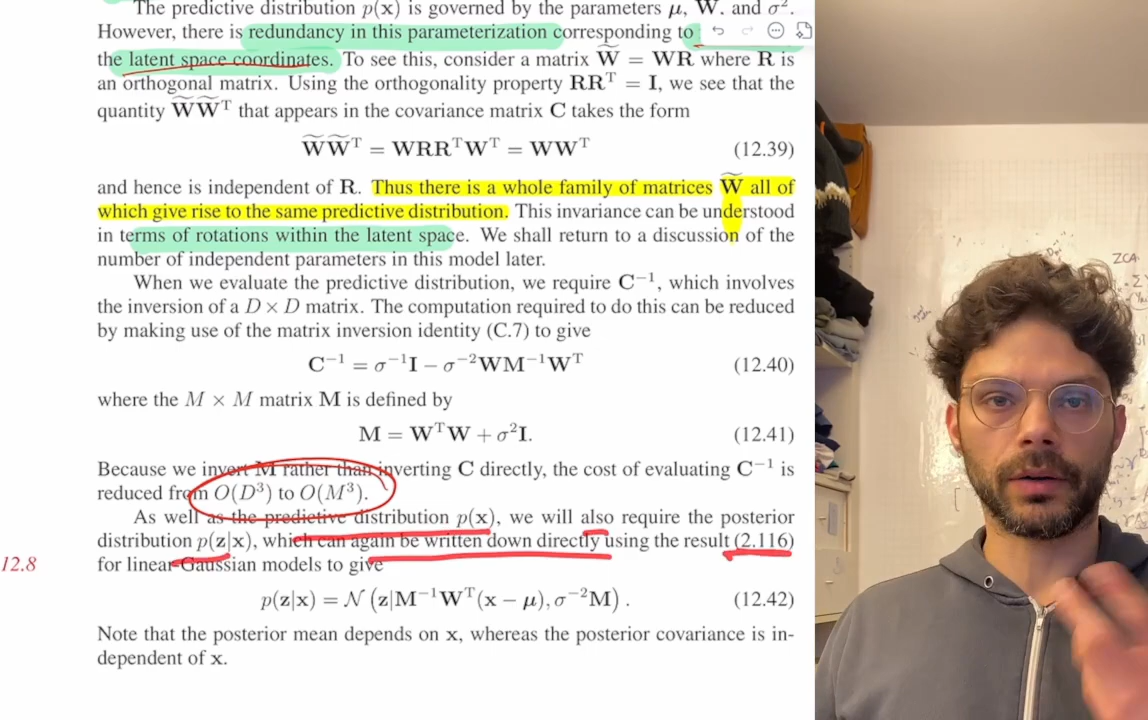 The predictive distribution p(x) is governed by the parameters μ, W, and σ².
However, there is redundancy in this parameterization corresponding to
the latent space coordinates. To see this, consider a matrix W̃ = WR where R is
an orthogonal matrix. Using the orthogonality property RRᵀ = I, we see that the
quantity W̃W̃ᵀ that appears in the covariance matrix C takes the form
W̃W̃ᵀ = WRRᵀWᵀ = WWᵀ (12.39)
and hence is independent of R. Thus there is a whole family of matrices W̃ all of
which give rise to the same predictive distribution. This invariance can be understood
in terms of rotations within the latent space. We shall return to a discussion of the
number of independent parameters in this model later.
When we evaluate the predictive distribution, we require C⁻¹, which involves
the inversion of a D × D matrix. The computation required to do this can be reduced
by making use of the matrix inversion identity (C.7) to give
C⁻¹ = σ⁻¹I − σ⁻²WM⁻¹Wᵀ (12.40)
where the M × M matrix M is defined by
M = WᵀW + σ²I. (12.41)
Because we invert M rather than inverting C directly, the cost of evaluating C⁻¹ is
reduced from O(D³) to O(M³).
As well as the predictive distribution p(x), we will also require the posterior
distribution p(z|x), which can again be written down directly using the result (2.116)
12.8 for linear-Gaussian models to give
p(z|x) = N (z|M⁻¹Wᵀ(x − μ), σ⁻²M) . (12.42)
Note that the posterior mean depends on x, whereas the posterior covariance is in-
dependent of x.
ZCA